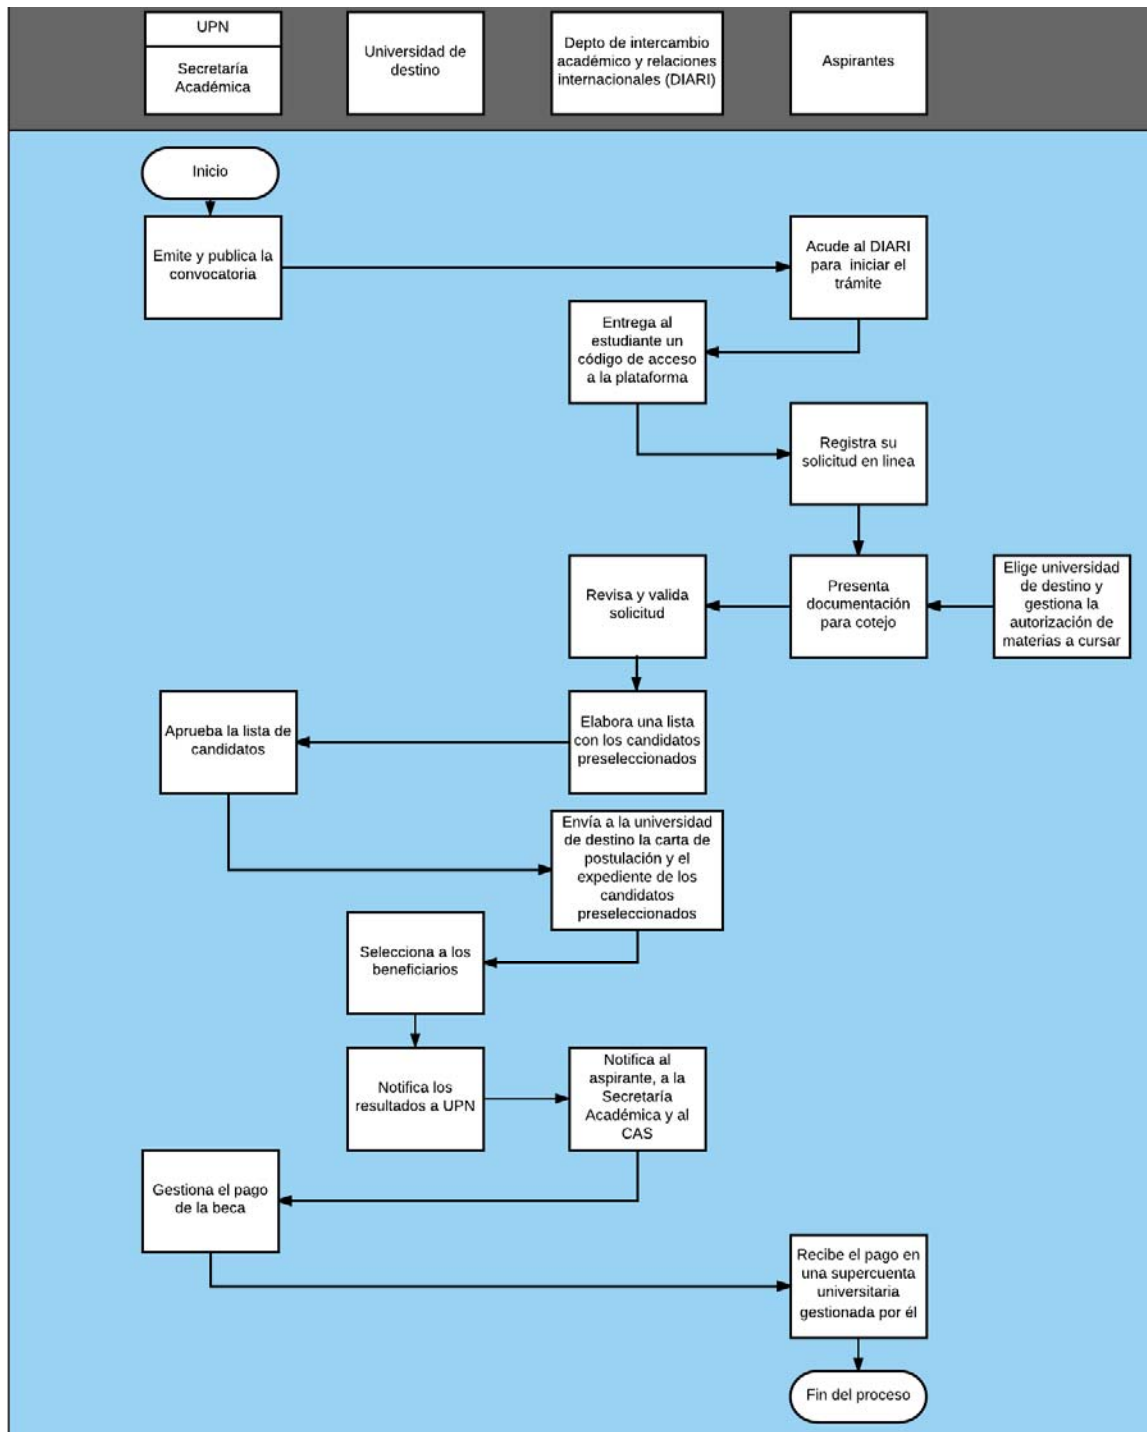 UPN
Secretaría
Académica
Universidad de
destino
Depto de intercambio
académico y relaciones
internacionales (DIARI)
Aspirantes
Inicio
Emite y publica la
convocatoria
Acude al DIARI
para iniciar el
trámite
Entrega al
estudiante un
código de acceso
a la plataforma
Registra su
solicitud en linea
Revisa y valida
solicitud
Presenta
documentación
para cotejo
Elige universidad
de destino y
gestiona la
autorización de
materias a cursar
Aprueba la lista de
candidatos
Elabora una lista
con los candidatos
preseleccionados
Envía a la universidad
de destino la carta de
postulación y el
expediente de los
candidatos
preseleccionados
Selecciona a los
beneficiarios
Notifica los
resultados a UPN
Notifica al
aspirante, a la
Secretaría
Académica y al
CAS
Gestiona el pago
de la beca
Recibe el pago en
una supercuenta
universitaria
gestionada por él
Fin del proceso